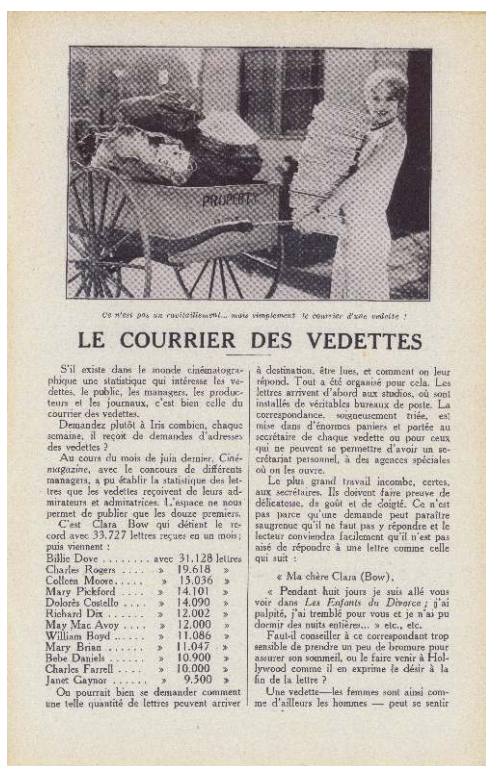 PROPERTY
Ce n'est pas un ravitaillement... mais simplement le courrier d'une vedette !
LE COURRIER DES VEDETTES
S'il existe dans le monde cinématogra-
phique une statistique qui intéresse les ve-
dettes, le public, les managers, les produc-
teurs et les journaux, c'est bien celle du
courrier des vedettes.
Demandez plutôt à Iris combien, chaque
semaine, il reçoit de demandes d'adresses
des vedettes ?
Au cours du mois de juin dernier, Ciné-
magazine, avec le concours de différents
managers, a pu établir la statistique des let-
tres que les vedettes reçoivent de leurs ad-
mirateurs et admiratrices. L'espace ne nous
permet de publier que les douze premiers.
C'est Clara Bow qui détient le re-
cord avec 33.727 lettres reçues en un mois ;
puis viennent :
Billie Dove ........ avec 31.128 lettres
Charles Rogers .... » 19.618 »
Colleen Moore..... » 15.036 »
Mary Pickford .... » 14.101 »
Dolorès Costello .... » 14.090 »
Richard Dix ...... » 12.002 »
May Mac Avoy .... » 12.000 »
William Boyd ...... » 11.086 »
Mary Brian ....... » 11.047 »
Bebe Daniels ...... » 10.900 »
Charles Farrell .... » 10.000 »
Janet Gaynor ...... » 9.500 »
On pourrait bien se demander comment
une telle quantité de lettres peuvent arriver
à destination, être lues, et comment on leur
répond. Tout a été organisé pour cela. Les
lettres arrivent d'abord aux studios, où sont
installés de véritables bureaux de poste. La
correspondance, soigneusement triée, est
mise dans d'énormes paniers et portée au
secrétaire de chaque vedette ou pour ceux
qui ne peuvent se permettre d'avoir un se-
crétariat personnel, à des agences spéciales
où on les ouvre.
Le plus grand travail incombe, certes,
aux secrétaires. Ils doivent faire preuve de
délicatesse, de goût et de doigté. Ce n'est
pas parce qu'une demande peut paraître
saugrenue qu'il ne faut pas y répondre et le
lecteur conviendra facilement qu'il n'est pas
aisé de répondre à une lettre comme celle
qui suit :
« Ma chère Clara (Bow),
« Pendant huit jours je suis allé vous
voir dans Les Enfants du Divorce ; j'ai
palpité, j'ai tremblé pour vous et je n'ai pu
dormir des nuits entières... » etc., etc.
Faut-il conseiller à ce correspondant trop
sensible de prendre un peu de bromure pour
assurer son sommeil, ou le faire venir à Hol-
lywood comme il en exprime le désir à la
fin de la lettre ?
Une vedette—les femmes sont ainsi com-
me d'ailleurs les hommes — peut se sentir